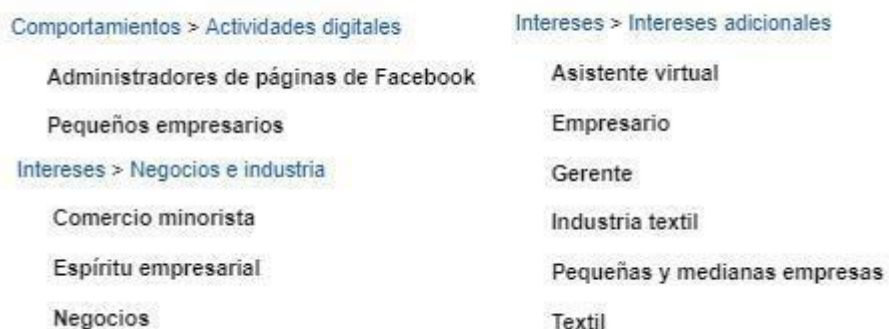 Comportamientos > Actividades digitales
Administradores de páginas de Facebook
Pequeños empresarios
Intereses > Negocios e industria
Comercio minorista
Espíritu empresarial
Negocios
Intereses > Intereses adicionales
Asistente virtual
Empresario
Gerente
Industria textil
Pequeñas y medianas empresas
Textil